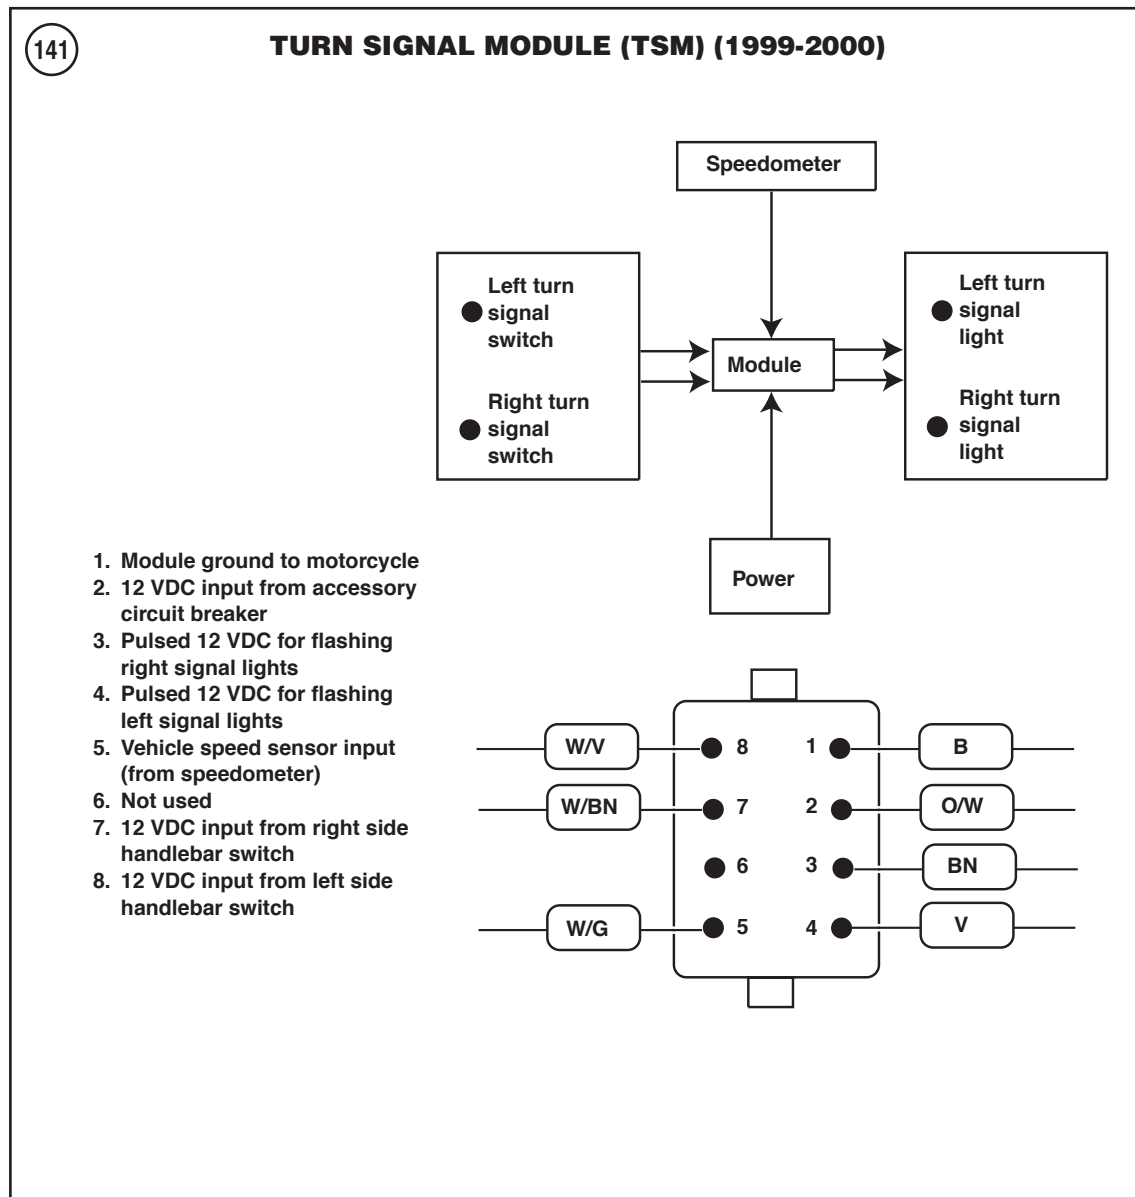 141
TURN SIGNAL MODULE (TSM) (1999-2000)
Speedometer
Left turn
signal
switch
Right turn
signal
switch
Module
Left turn
signal
light
Right turn
signal
light
Power
1. Module ground to motorcycle
2. 12 VDC input from accessory
circuit breaker
3. Pulsed 12 VDC for flashing
right signal lights
4. Pulsed 12 VDC for flashing
left signal lights
5. Vehicle speed sensor input
(from speedometer)
6. Not used
7. 12 VDC input from right side
handlebar switch
8. 12 VDC input from left side
handlebar switch
W/V 8 1 B
W/BN 7 2 O/W
6 3 BN
W/G 5 4 V